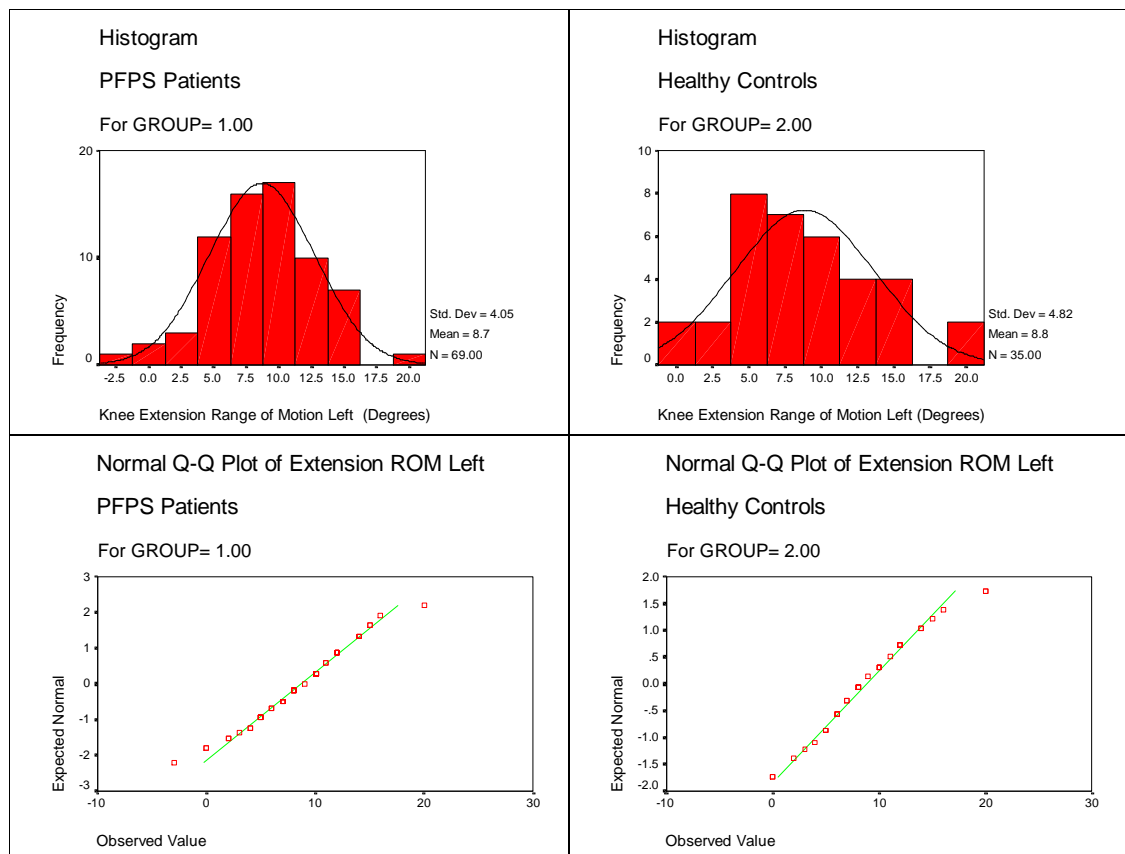 Histogram
PFPS Patients
For GROUP= 1.00
20
10
0
Frequency
-2.5 0.0 2.5 5.0 7.5 10.0 12.5 15.0 17.5 20.0
Std. Dev = 4.05
Mean = 8.7
N = 69.00
Knee Extension Range of Motion Left (Degrees)
Histogram
Healthy Controls
For GROUP= 2.00
10
8
6
4
2
0
Frequency
0.0 2.5 5.0 7.5 10.0 12.5 15.0 17.5 20.0
Std. Dev = 4.82
Mean = 8.8
N = 35.00
Knee Extension Range of Motion Left (Degrees)
Normal Q-Q Plot of Extension ROM Left
PFPS Patients
For GROUP= 1.00
3
2
1
0
-1
-2
-3
Expected Normal
-10 0 10 20 30
Observed Value
Normal Q-Q Plot of Extension ROM Left
Healthy Controls
For GROUP= 2.00
2.0
1.5
1.0
.5
0.0
-.5
-1.0
-1.5
-2.0
Expected Normal
-10 0 10 20 30
Observed Value